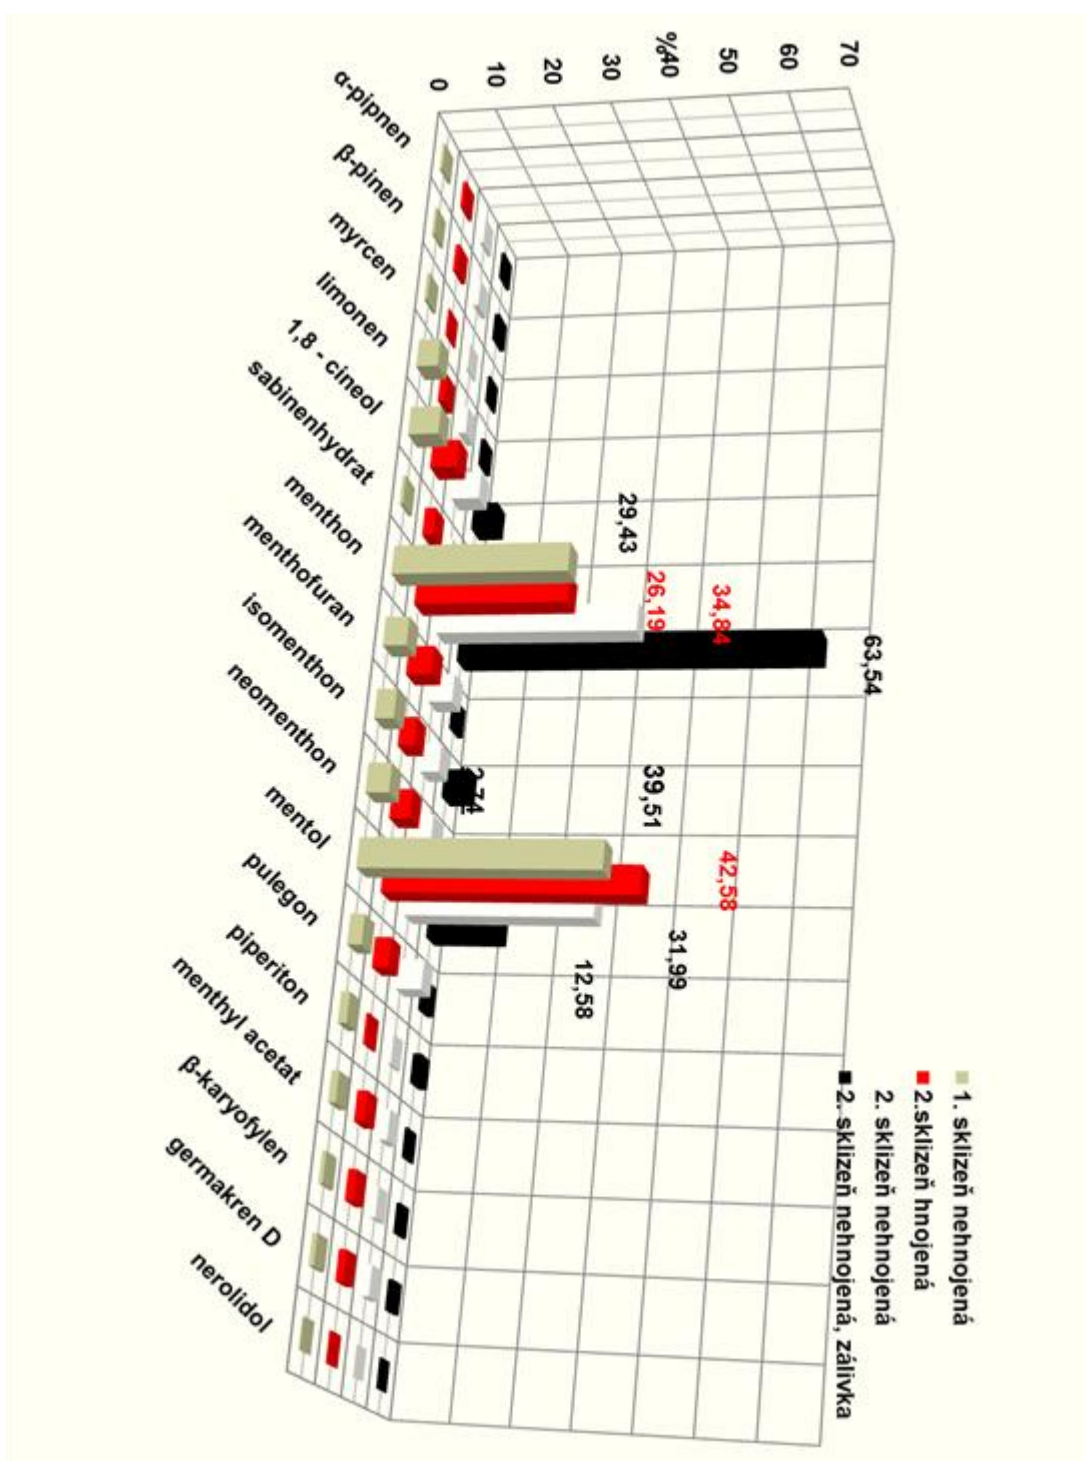 70
60
50
%40
30
20
10
0
α-pipnen
β-pinen
myrcen
limonen
1,8 - cineol
sabinenhydrat
menthon
menthofuran
isomenthon
neomenthon
mentol
pulegon
piperiton
menthyl acetat
β-karyofylen
germakren D
nerolidol
29,43
26,19
34,84
63,54
39,51
42,58
31,99
12,58
1. sklizeň nehnojená
2.sklizeň hnojená
2. sklizeň nehnojená
2. sklizeň nehnojená, zálivka